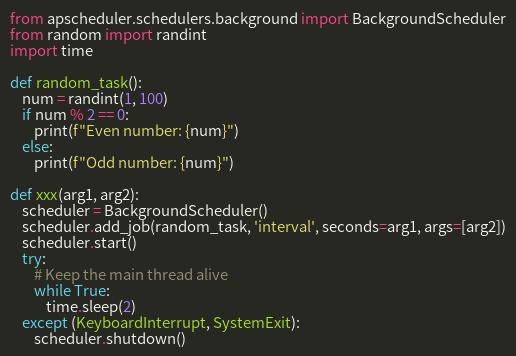 from apscheduler.schedulers.background import BackgroundScheduler
from random import randint
import time

def random_task():
    num = randint(1, 100)
    if num % 2 == 0:
        print(f"Even number: {num}")
    else:
        print(f"Odd number: {num}")

def xxx(arg1, arg2):
    scheduler = BackgroundScheduler()
    scheduler.add_job(random_task, 'interval', seconds=arg1, args=[arg2])
    scheduler.start()
    try:
        # Keep the main thread alive
        while True:
            time.sleep(2)
    except (KeyboardInterrupt, SystemExit):
        scheduler.shutdown()